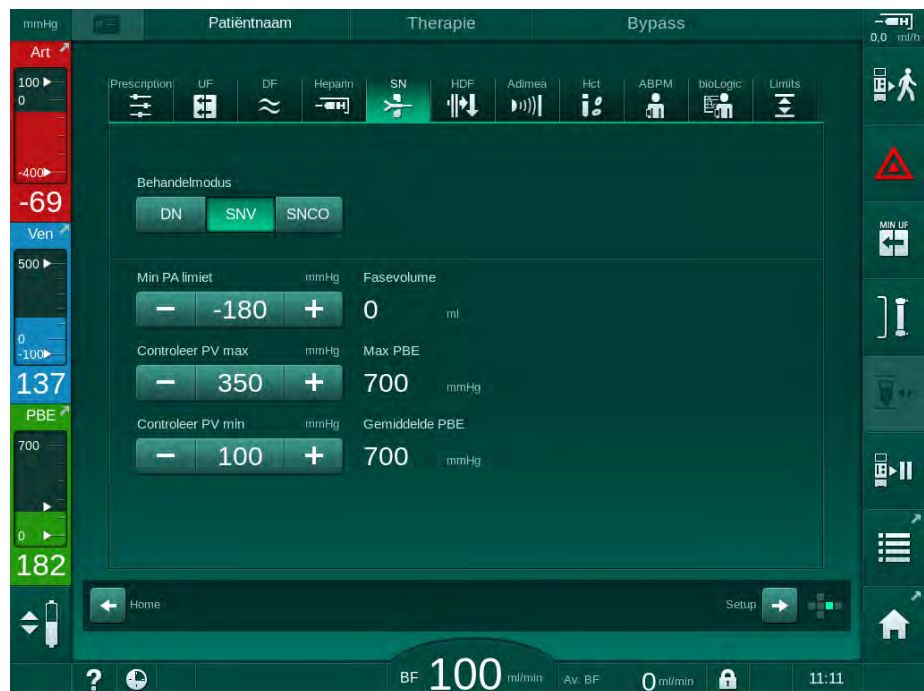 mmHg Patiëntnaam Therapie Bypass 0,0 ml/h
Art
100
0
-400
-69
Ven
500
0
-100
137
PBE
700
0
182
Prescription UF DF Heparin SN HDF Adimea Hct ABPM bioLogic Limits
Behandelmodus
DN SNV SNCO
Min PA limiet mmHg Fasevolume
− -180 + 0 ml
Controleer PV max mmHg Max PBE
− 350 + 700 mmHg
Controleer PV min mmHg Gemiddelde PBE
− 100 + 700 mmHg
MIN UF
Home Setup
? BF 100 ml/min Av. BF 0 ml/min 11:11